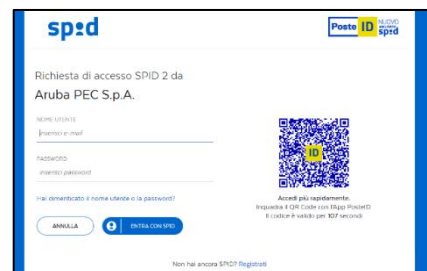 sp:d
Poste ID NUOVO
spid
Richiesta di accesso SPID 2 da
Aruba PEC S.p.A.
NOME UTENTE
inserisci e-mail
PASSWORD
inserisci password
Hai dimenticato il nome utente o la password?
ANNULLA
ENTRA CON SPID
ID
Accedi più rapidamente.
Inquadra il QR Code con l'App PosteID
Il codice è valido per 107 secondi
Non hai ancora SPID? Registrati